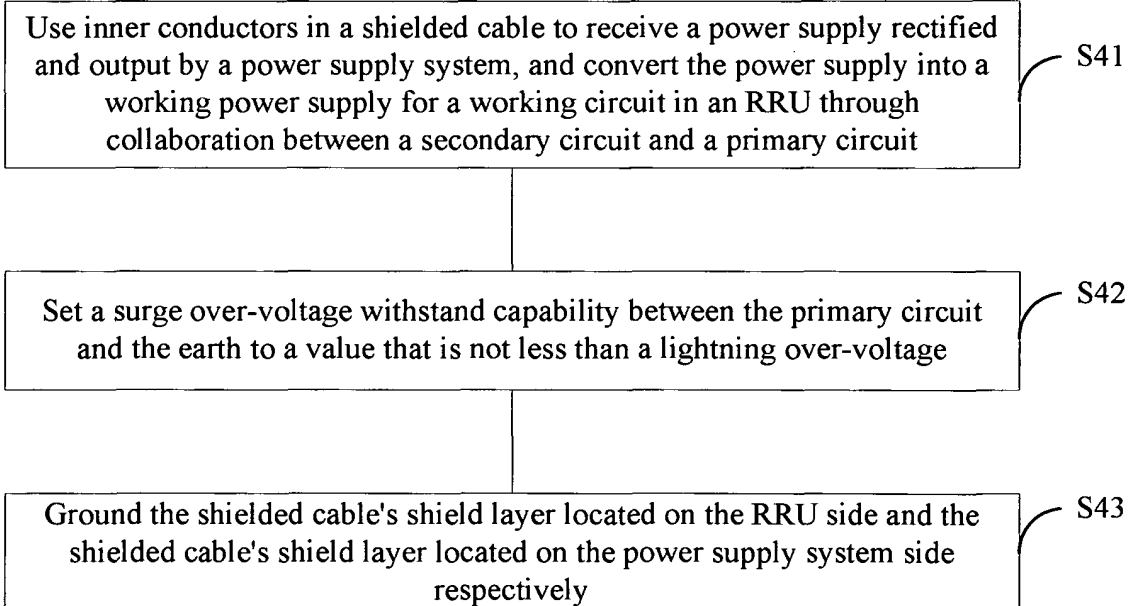 Use inner conductors in a shielded cable to receive a power supply rectified
and output by a power supply system, and convert the power supply into a
working power supply for a working circuit in an RRU through
collaboration between a secondary circuit and a primary circuit
S41
Set a surge over-voltage withstand capability between the primary circuit
and the earth to a value that is not less than a lightning over-voltage
S42
Ground the shielded cable's shield layer located on the RRU side and the
shielded cable's shield layer located on the power supply system side
respectively
S43